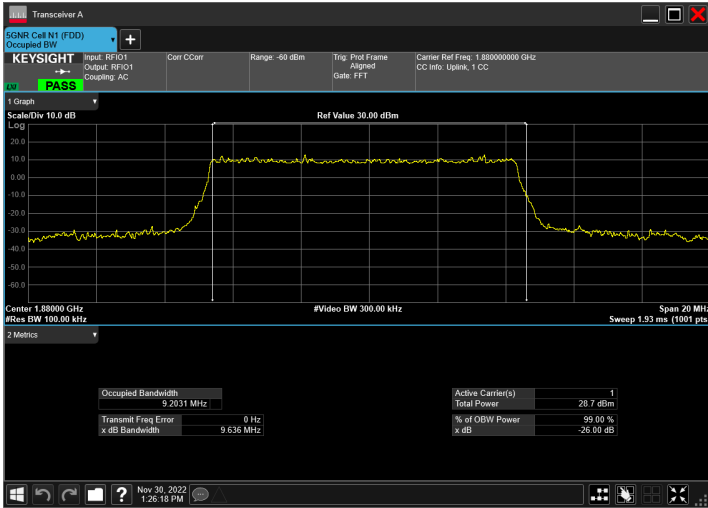 Transceiver A
5GNR Cell N1 (FDD)
Occupied BW
KEYSIGHT
LXI
PASS
Input: RFIO1
Output: RFIO1
Coupling: AC
Corr CCorr
Range: -60 dBm
Trig: Prot Frame
Aligned
Gate: FFT
Carrier Ref Freq: 1.880000000 GHz
CC Info: Uplink, 1 CC
1 Graph
Scale/Div 10.0 dB
Ref Value 30.00 dBm
Log
20.0
10.0
0.00
-10.0
-20.0
-30.0
-40.0
-50.0
-60.0
Center 1.88000 GHz
#Video BW 300.00 kHz
Span 20 MHz
#Res BW 100.00 kHz
Sweep 1.93 ms (1001 pts
2 Metrics
Occupied Bandwidth
9.2031 MHz
Transmit Freq Error 0 Hz
x dB Bandwidth 9.636 MHz
Active Carrier(s) 1
Total Power 28.7 dBm
% of OBW Power 99.00 %
x dB -26.00 dB
Nov 30, 2022
1:26:18 PM